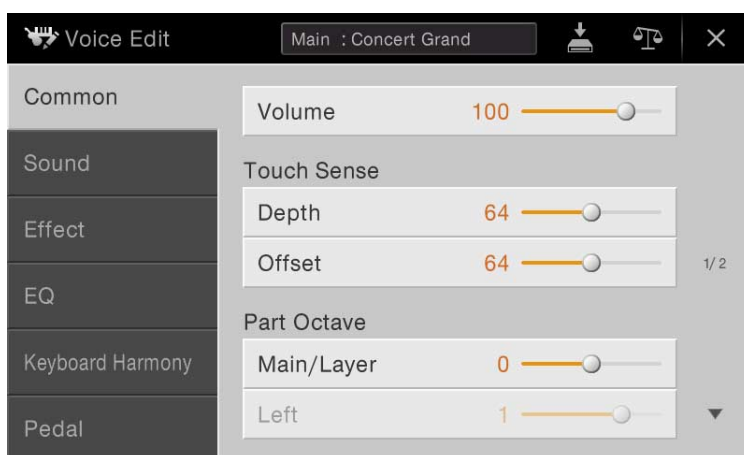 Voice Edit
Main : Concert Grand
Common
Sound
Effect
EQ
Keyboard Harmony
Pedal
Volume 100
Touch Sense
Depth 64
Offset 64
1/2
Part Octave
Main/Layer 0
Left 1